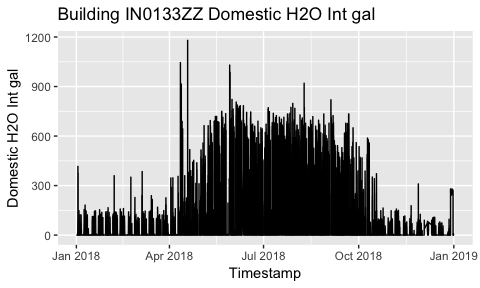 Building IN0133ZZ Domestic H2O Int gal
Domestic H2O Int gal
1200
900
600
300
0
Jan 2018
Apr 2018
Jul 2018
Oct 2018
Jan 2019
Timestamp